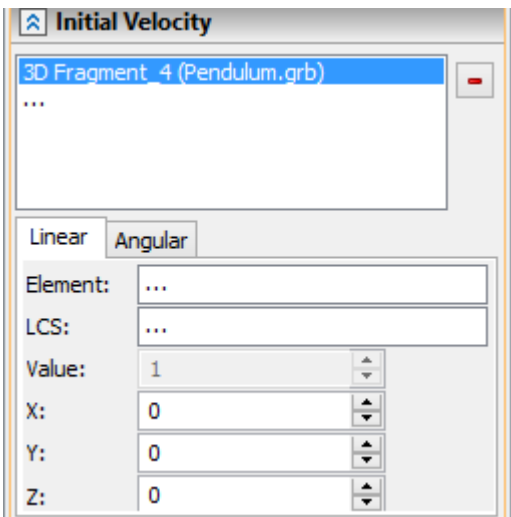 Initial Velocity
3D Fragment_4 (Pendulum.grb)
...
Linear Angular
Element: ...
LCS: ...
Value: 1
X: 0
Y: 0
Z: 0